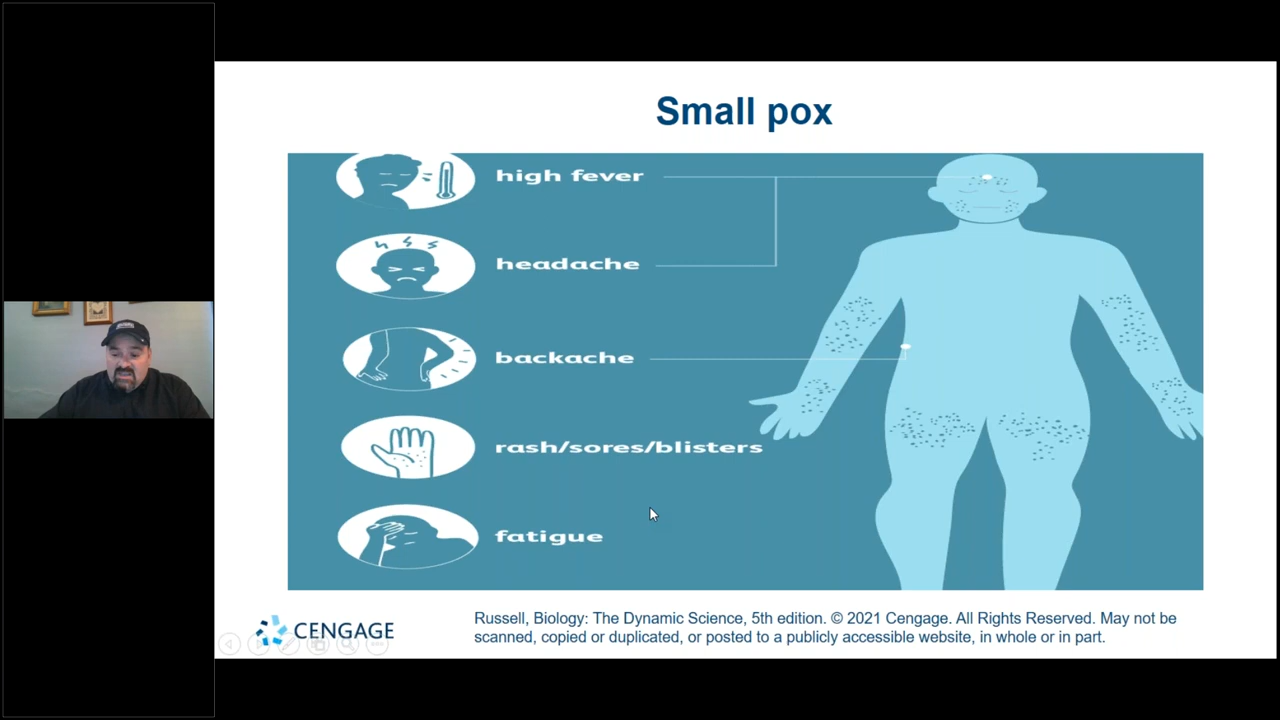 Small pox
high fever
headache
backache
rash/sores/blisters
fatigue
CENGAGE
Russell, Biology: The Dynamic Science, 5th edition. © 2021 Cengage. All Rights Reserved. May not be
scanned, copied or duplicated, or posted to a publicly accessible website, in whole or in part.